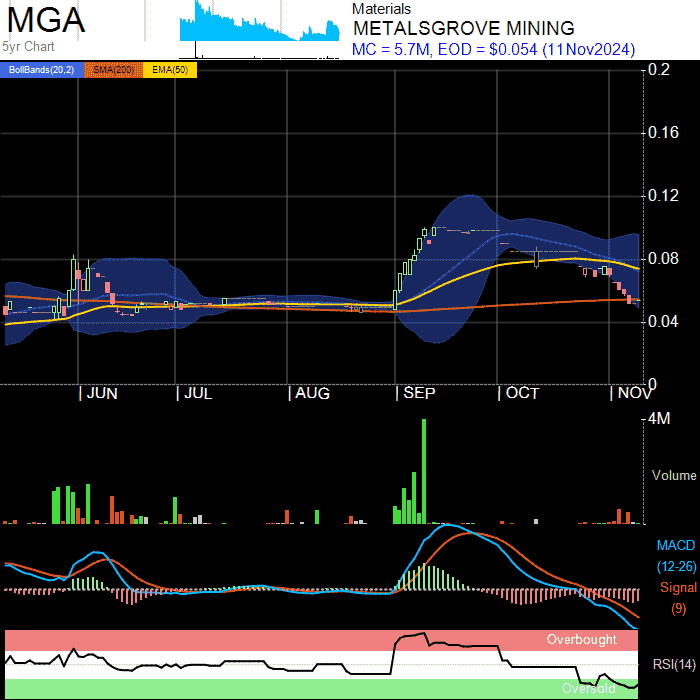 MGA
5yr Chart
Materials
METALSGROVE MINING
MC = 5.7M, EOD = $0.054 (11Nov2024)
BollBands(20,2) SMA(200) EMA(50)
0.2
0.16
0.12
0.08
0.04
0
JUN JUL AUG SEP OCT NOV
4M
Volume
MACD
(12-26)
Signal
(9)
Overbought
RSI(14)
Oversold